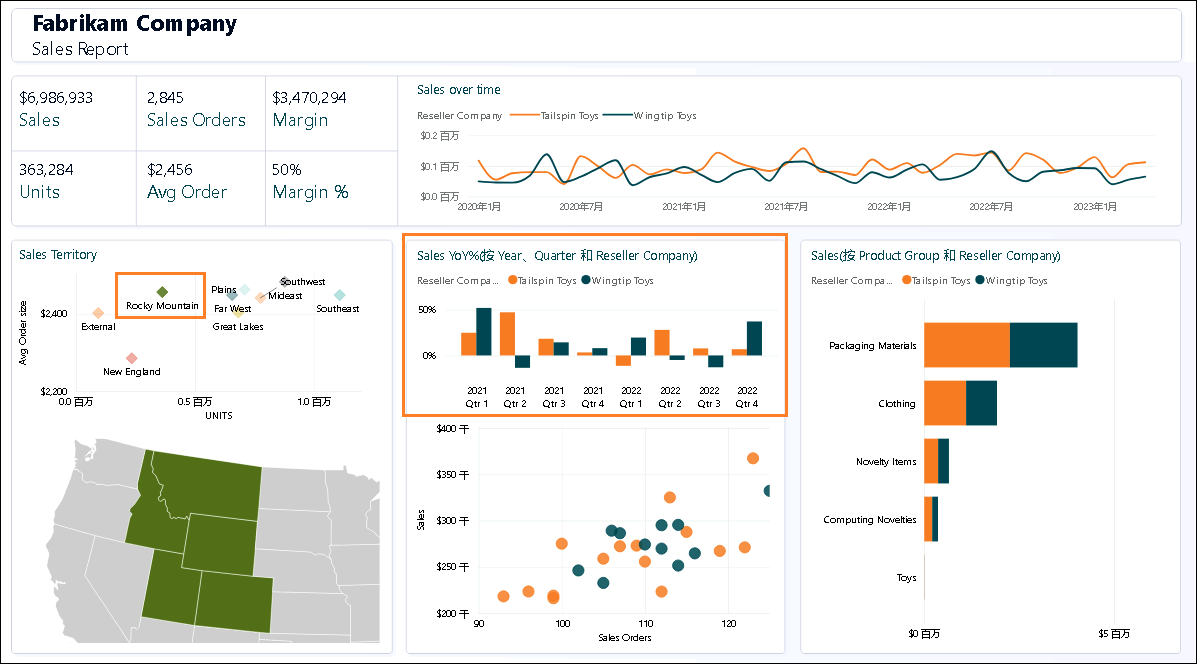 Fabrikam Company
Sales Report
$6,986,933
Sales
2,845
Sales Orders
$3,470,294
Margin
363,284
Units
$2,456
Avg Order
50%
Margin %
Sales over time
Reseller Company Tailspin Toys Wingtip Toys
$0.2 百万
$0.1 百万
$0.0 百万
2020年1月 2020年7月 2021年1月 2021年7月 2022年1月 2022年7月 2023年1月
Sales Territory
Avg Order size
$2,400
$2,200
Rocky Mountain
Plains
Southwest
Mideast
Far West
Southeast
External
Great Lakes
New England
0.0 百万 0.5 百万 1.0 百万
UNITS
Sales YoY%(按 Year、Quarter 和 Reseller Company)
Reseller Compa... Tailspin Toys Wingtip Toys
50%
0%
2021 2021 2021 2021 2022 2022 2022 2022
Qtr 1 Qtr 2 Qtr 3 Qtr 4 Qtr 1 Qtr 2 Qtr 3 Qtr 4
$400 千
$350 千
$300 千
$250 千
$200 千
Sales
90 100 110 120
Sales Orders
Sales(按 Product Group 和 Reseller Company)
Reseller Compa... Tailspin Toys Wingtip Toys
Packaging Materials
Clothing
Novelty Items
Computing Novelties
Toys
$0 百万 $5 百万